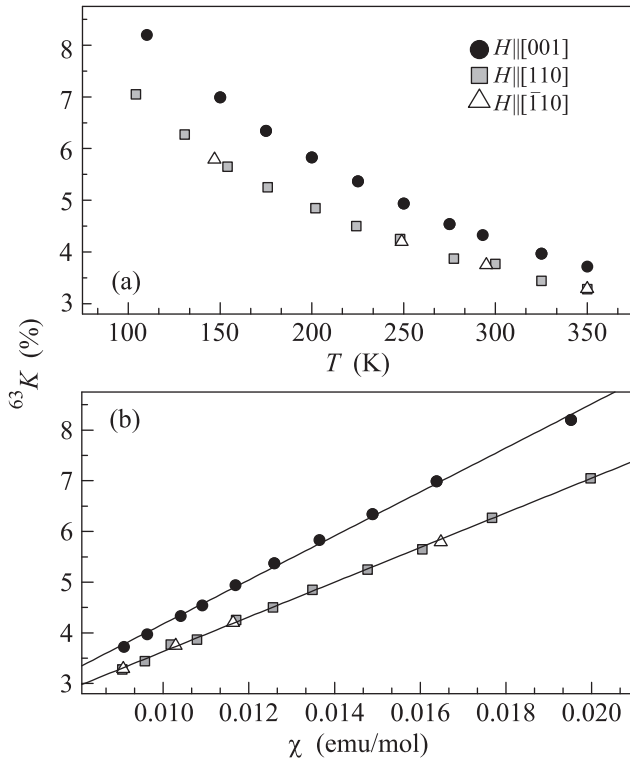 8
7
6
5
4
3
H||[001]
H||[110]
H||[1̄10]
(a)
100 150 200 250 300 350
T (K)
⁶³K (%)
(b)
8
7
6
5
4
3
0.010 0.012 0.014 0.016 0.018 0.020
χ (emu/mol)